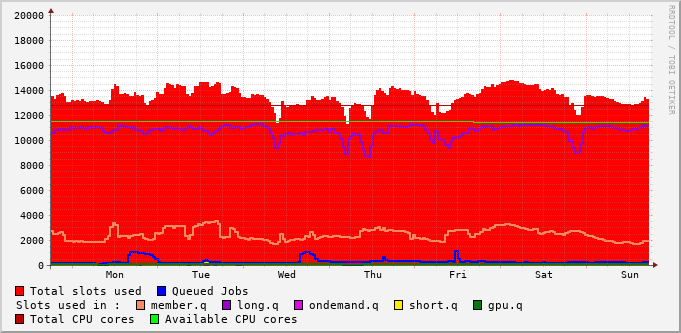 RRDTOOL / TOBI OETIKER
20000
18000
16000
14000
12000
10000
8000
6000
4000
2000
0
Mon Tue Wed Thu Fri Sat Sun
Total slots used Queued Jobs
Slots used in : member.q long.q ondemand.q short.q gpu.q
Total CPU cores Available CPU cores